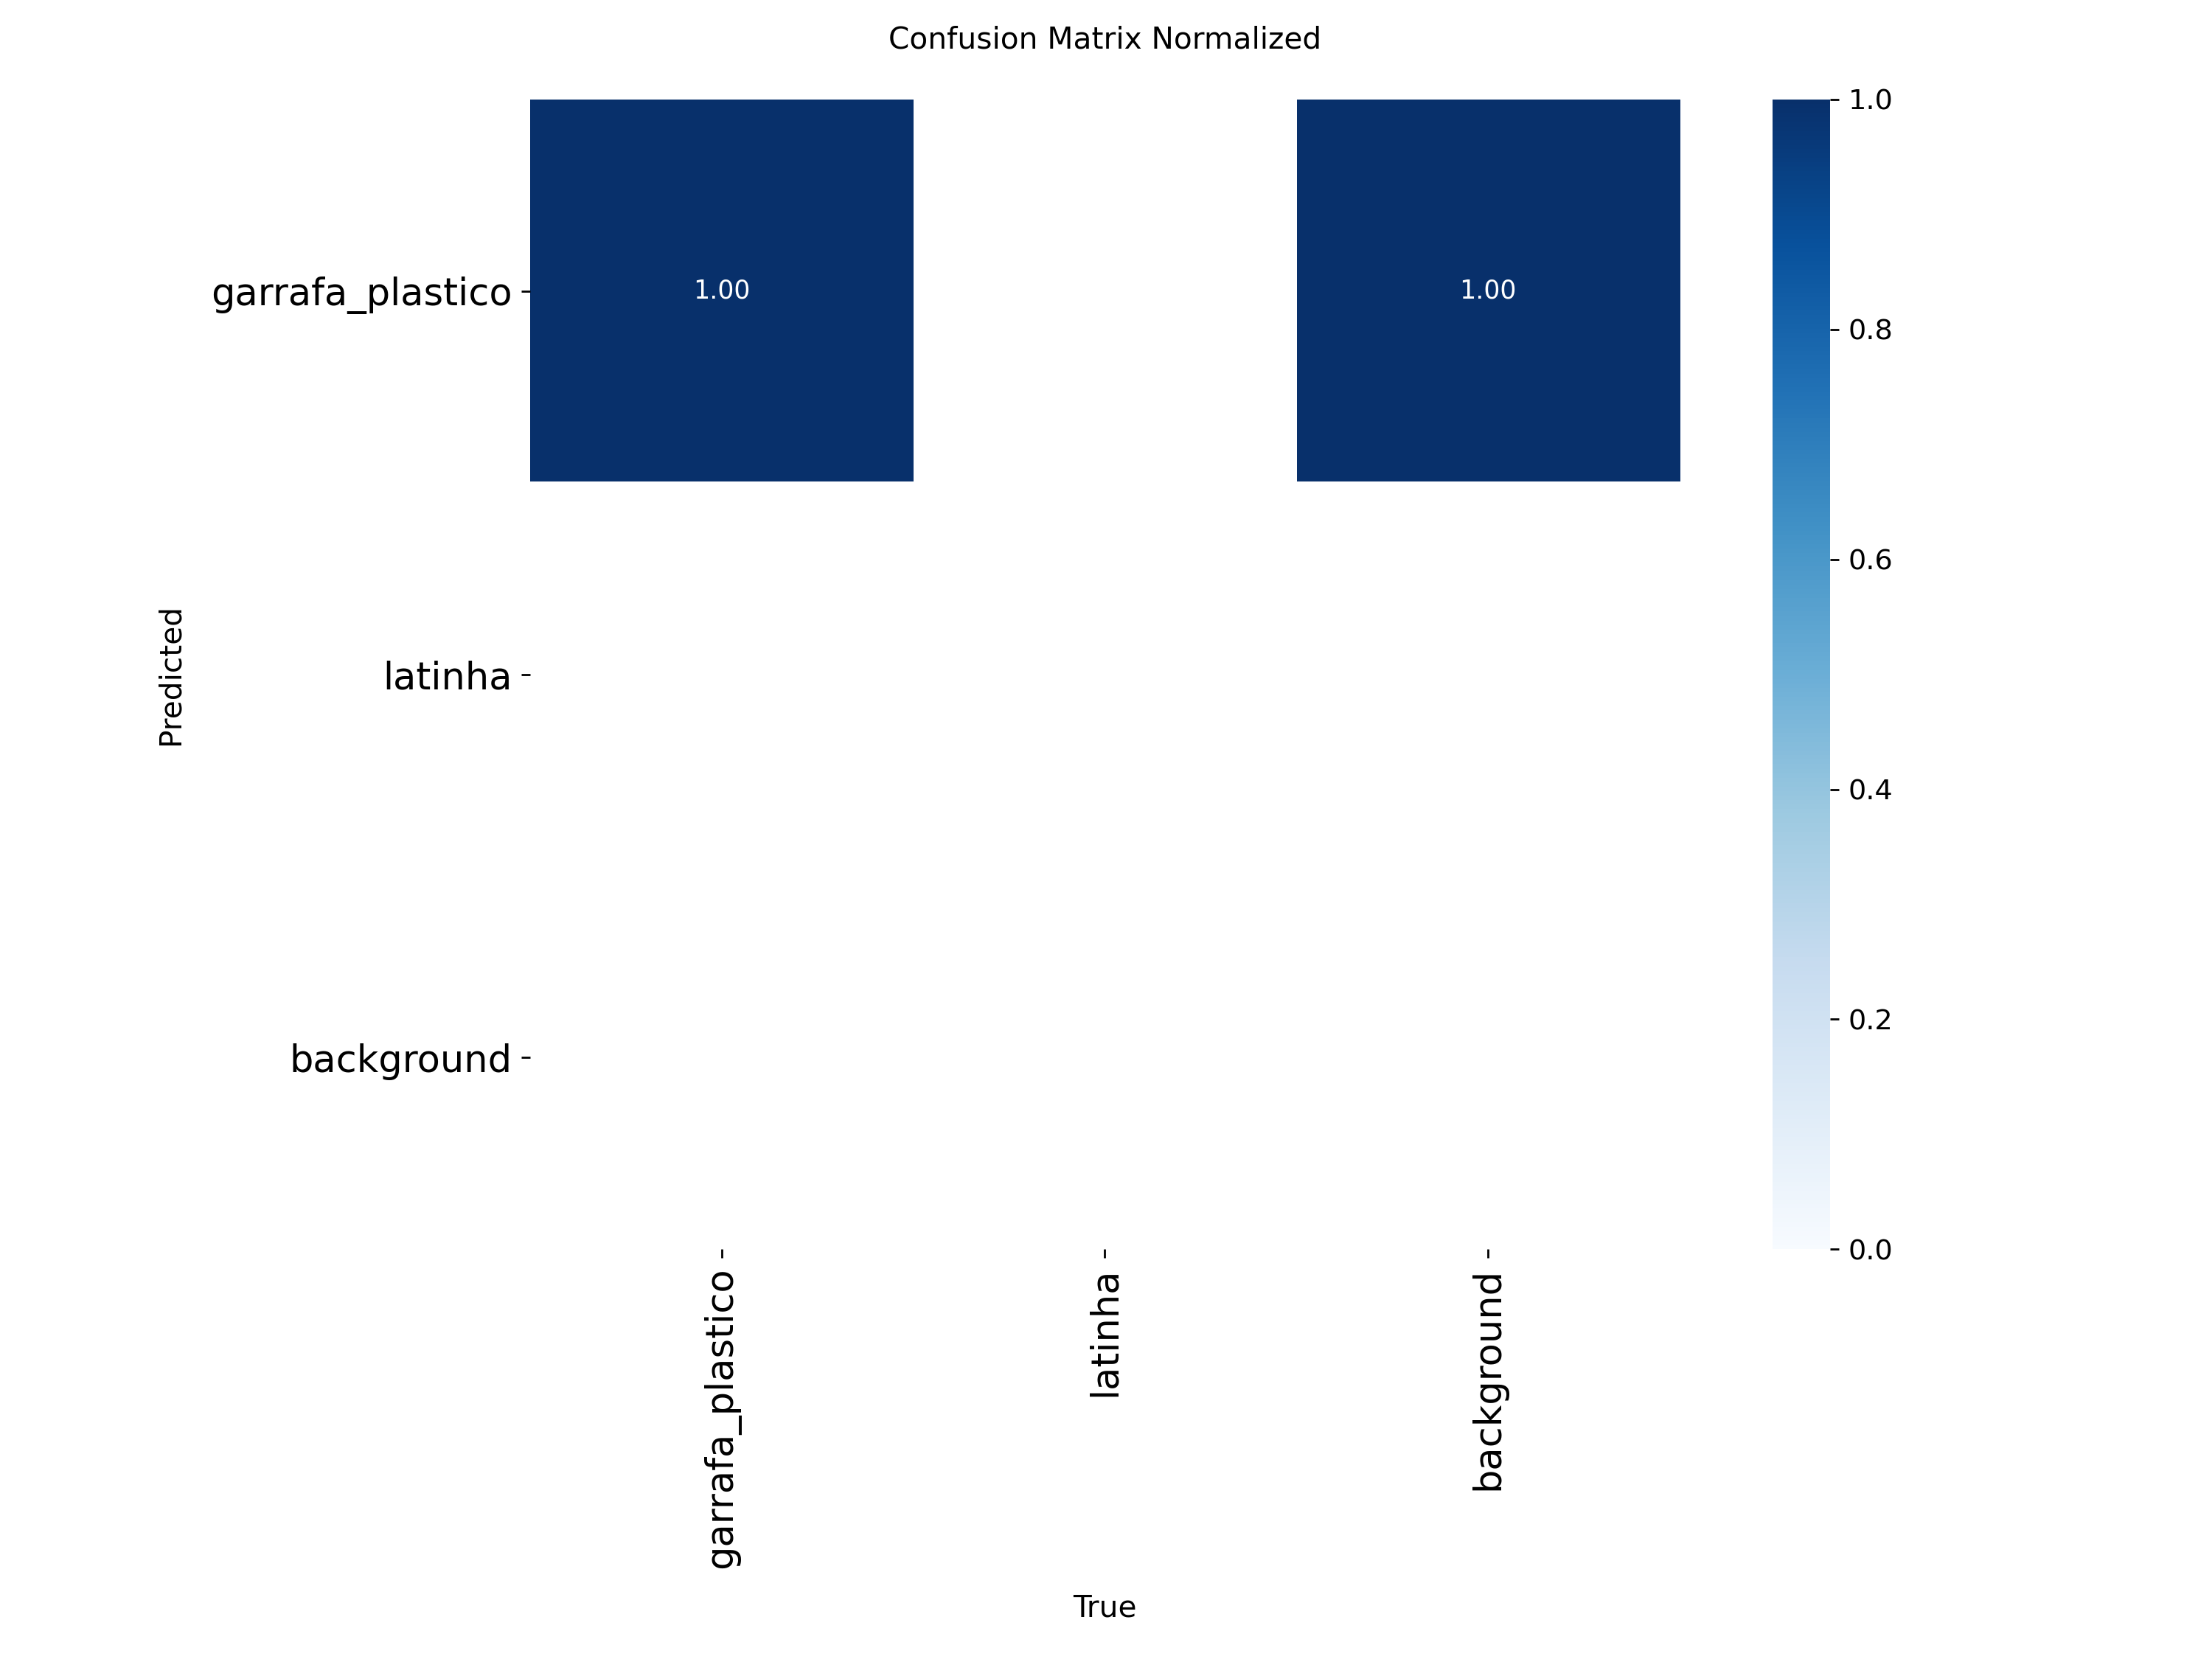 Confusion Matrix Normalized
1.0
garrafa_plastico
1.00
1.00
0.8
0.6
Predicted
latinha
0.4
background
0.2
0.0
garrafa_plastico
latinha
background
True